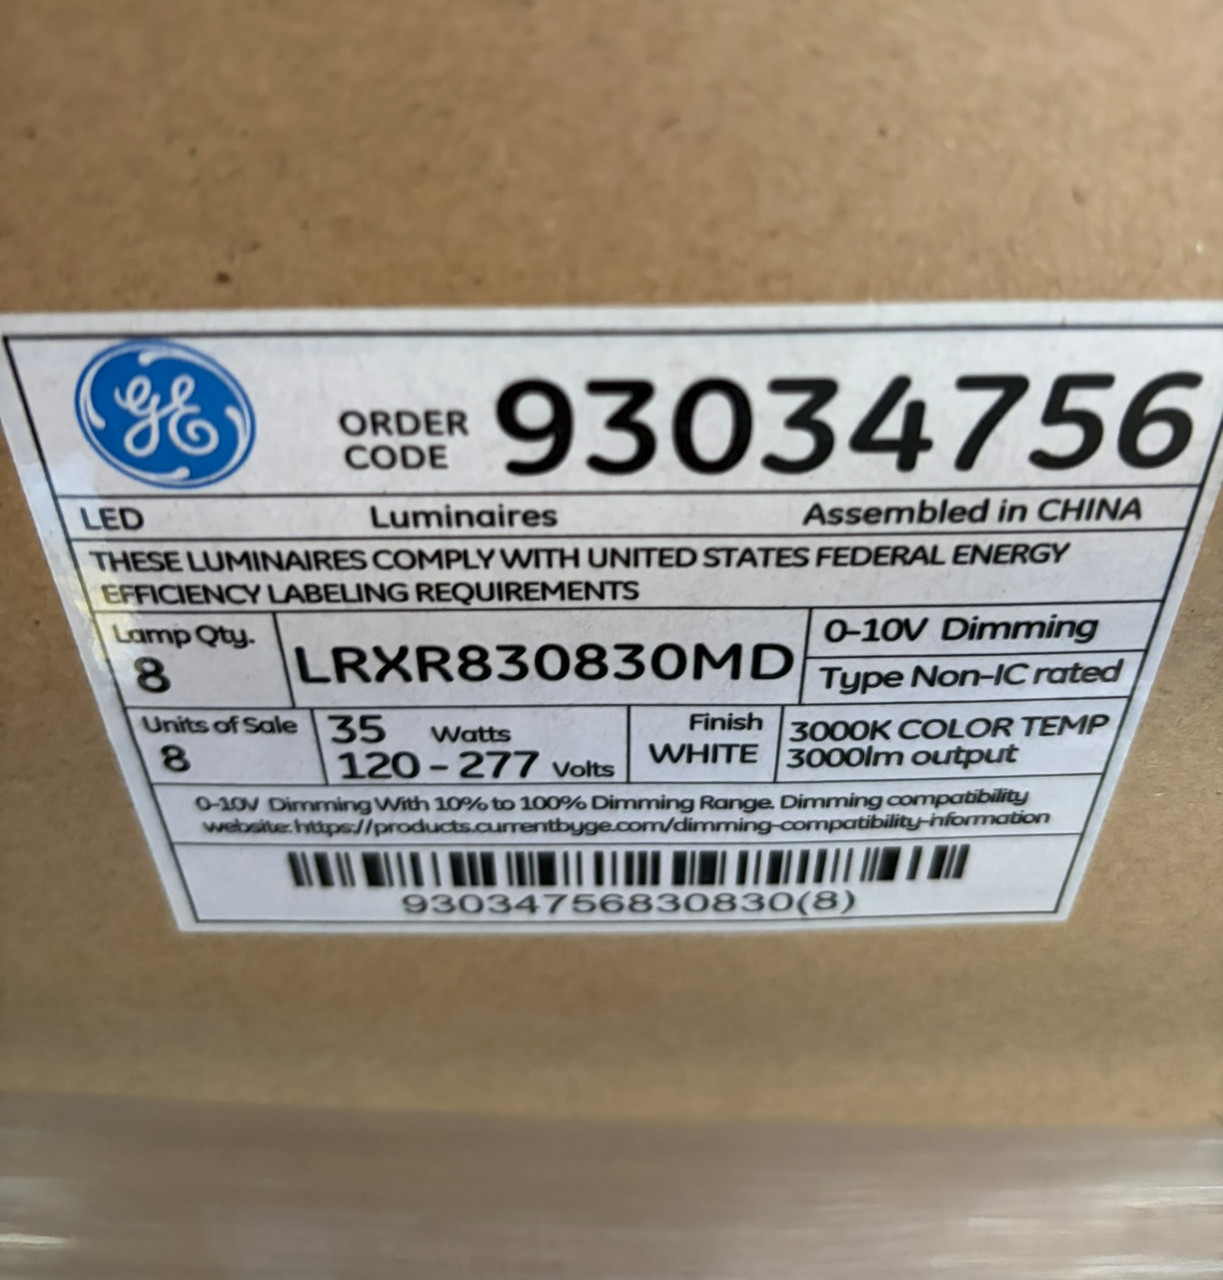 GE
ORDER CODE 93034756
LED Luminaires Assembled in CHINA
THESE LUMINAIRES COMPLY WITH UNITED STATES FEDERAL ENERGY
EFFICIENCY LABELING REQUIREMENTS
Lamp Qty.
8
LRXR830830MD
0-10V Dimming
Type Non-IC rated
Units of Sale
8
35 Watts
120 - 277 Volts
Finish
WHITE
3000K COLOR TEMP
3000lm output
0-10V Dimming With 10% to 100% Dimming Range. Dimming compatibility
website: https://products.currentbyge.com/dimming-compatibility-information
93034756830830(8)